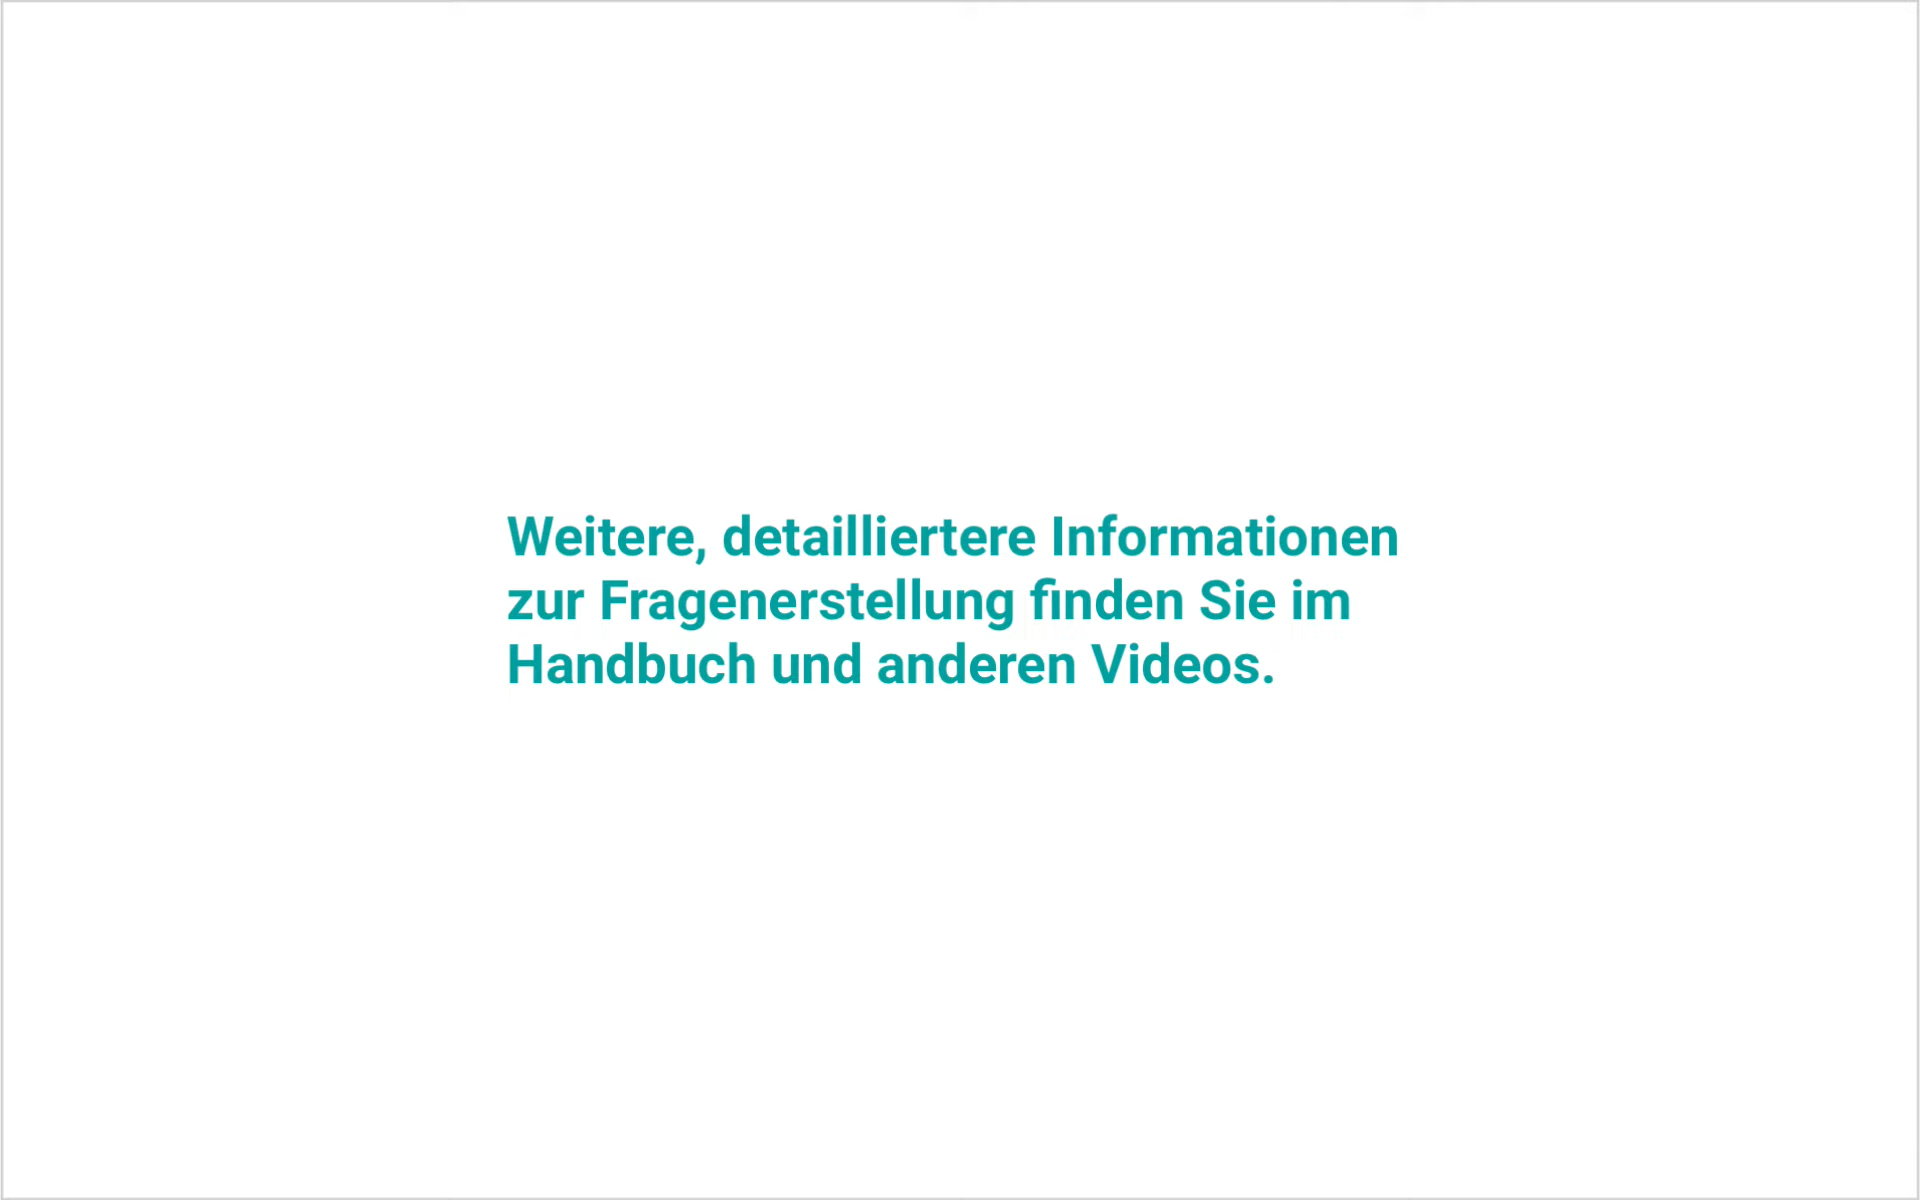 Weitere, detailliertere Informationen
zur Fragenerstellung finden Sie im
Handbuch und anderen Videos.